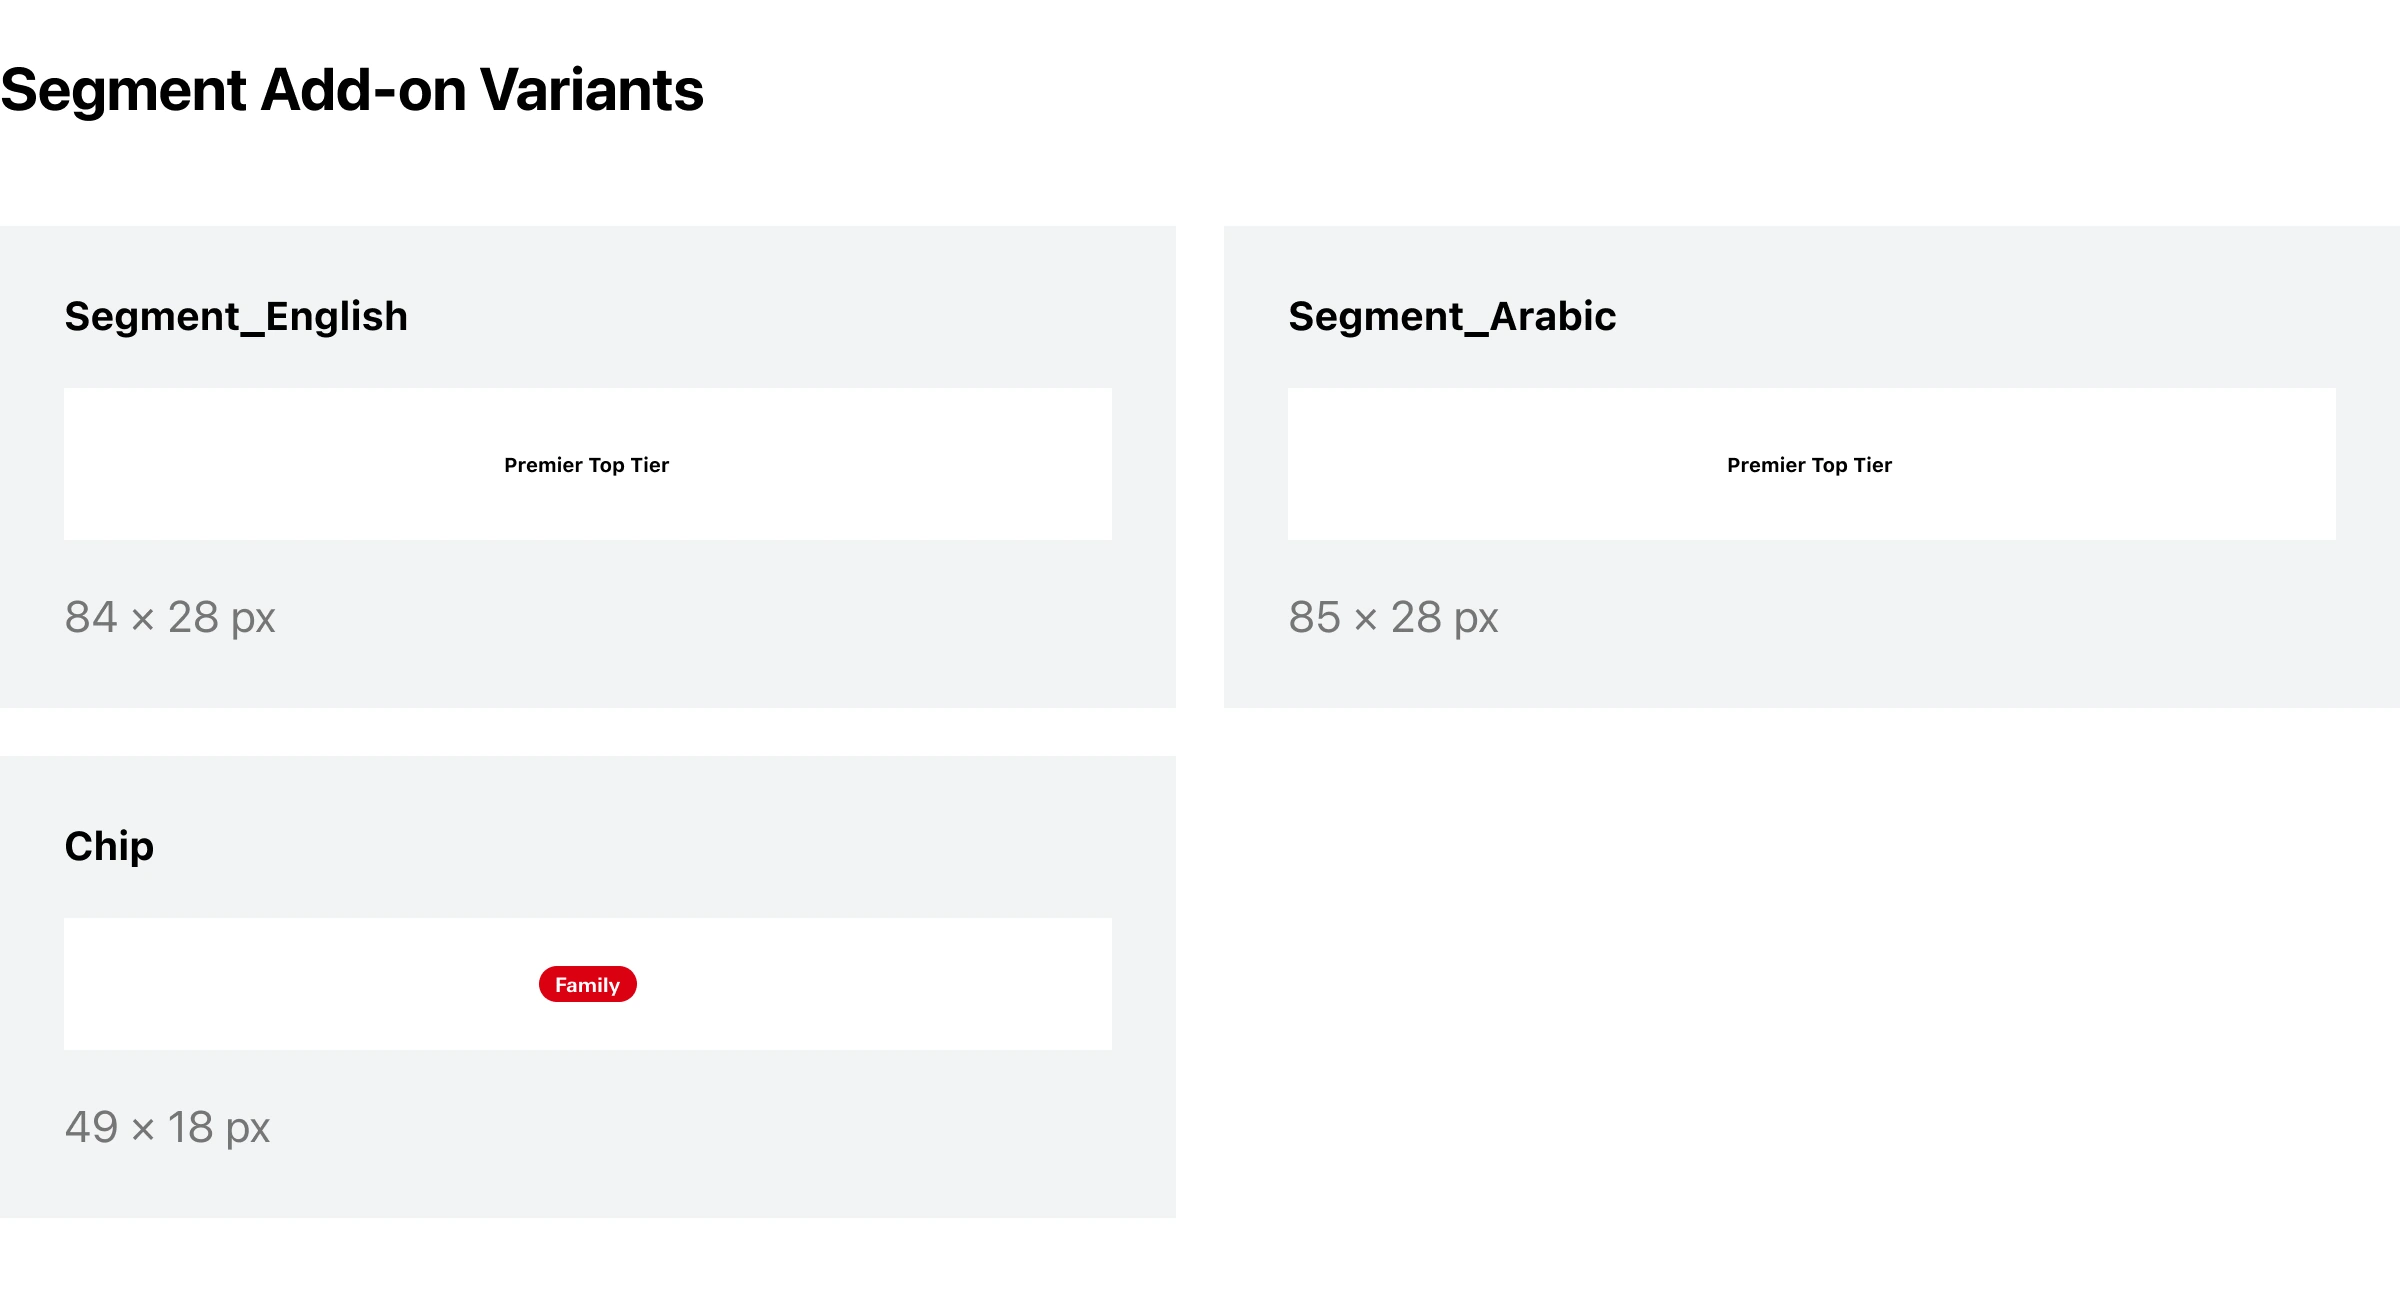 Segment Add-on Variants
Segment_English
Premier Top Tier
84 × 28 px
Segment_Arabic
Premier Top Tier
85 × 28 px
Chip
Family
49 × 18 px